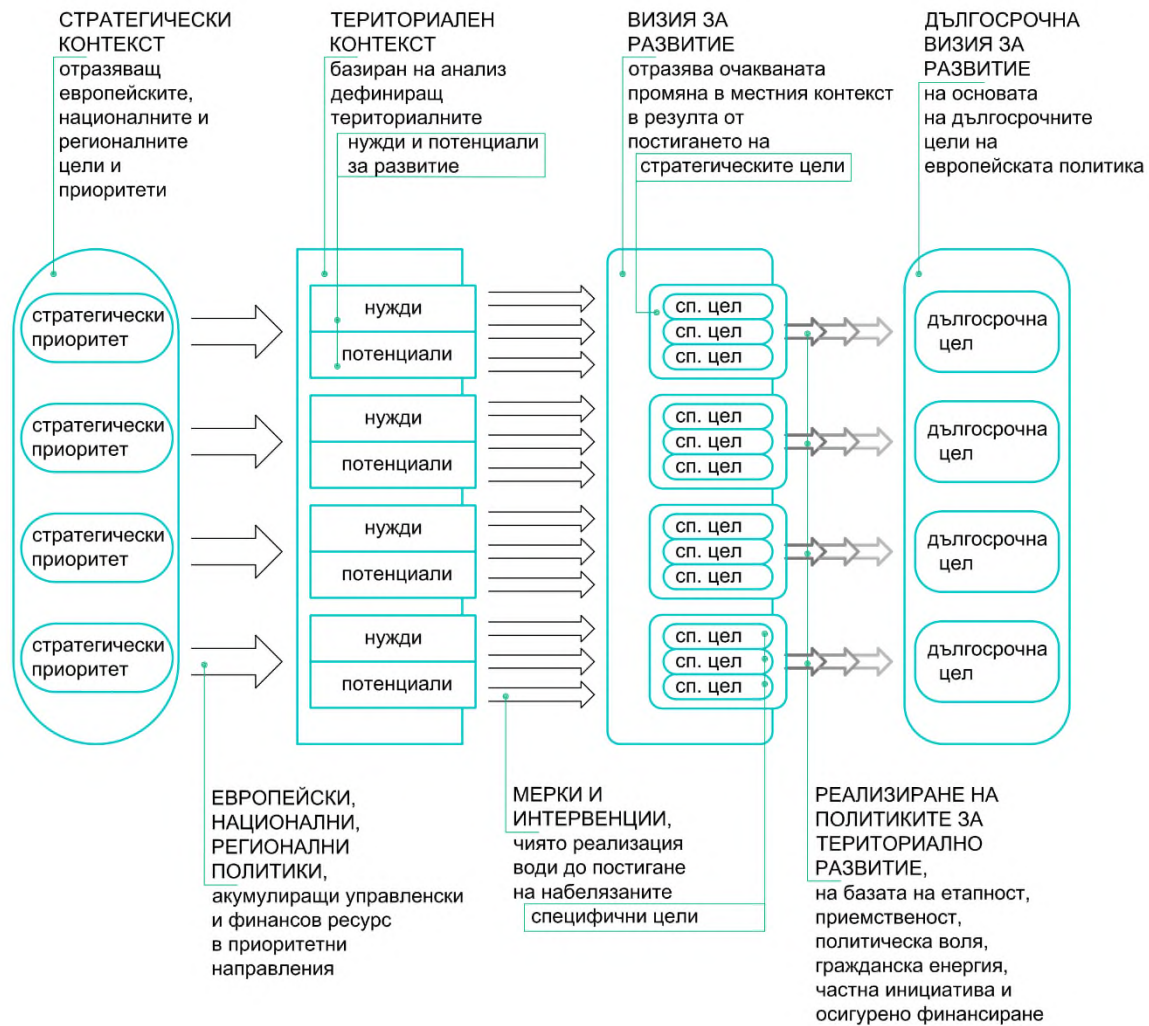 СТРАТЕГИЧЕСКИ
КОНТЕКСТ
отразяващ
европейските,
националните и
регионалните
цели и
приоритети
ТЕРИТОРИАЛЕН
КОНТЕКСТ
базиран на анализ
дефиниращ
териториалните
нужди и потенциали
за развитие
ВИЗИЯ ЗА
РАЗВИТИЕ
отразява очакваната
промяна в местния контекст
в резулта от
постигането на
стратегическите цели
ДЪЛГОСРОЧНА
ВИЗИЯ ЗА
РАЗВИТИЕ
на основата
на дългосрочните
цели на
европейската политика
стратегически
приоритет
нужди
потенциали
сп. цел
сп. цел
сп. цел
дългосрочна
цел
стратегически
приоритет
нужди
потенциали
сп. цел
сп. цел
сп. цел
дългосрочна
цел
стратегически
приоритет
нужди
потенциали
сп. цел
сп. цел
сп. цел
дългосрочна
цел
стратегически
приоритет
нужди
потенциали
сп. цел
сп. цел
сп. цел
дългосрочна
цел
ЕВРОПЕЙСКИ,
НАЦИОНАЛНИ,
РЕГИОНАЛНИ
ПОЛИТИКИ,
акумулиращи управленски
и финансов ресурс
в приоритетни
направления
МЕРКИ И
ИНТЕРВЕНЦИИ,
чиято реализация
води до постигане
на набелязаните
специфични цели
РЕАЛИЗИРАНЕ НА
ПОЛИТИКИТЕ ЗА
ТЕРИТОРИАЛНО
РАЗВИТИЕ,
на базата на етапност,
приемственост,
политическа воля,
гражданска енергия,
частна инициатива и
осигурено финансиране